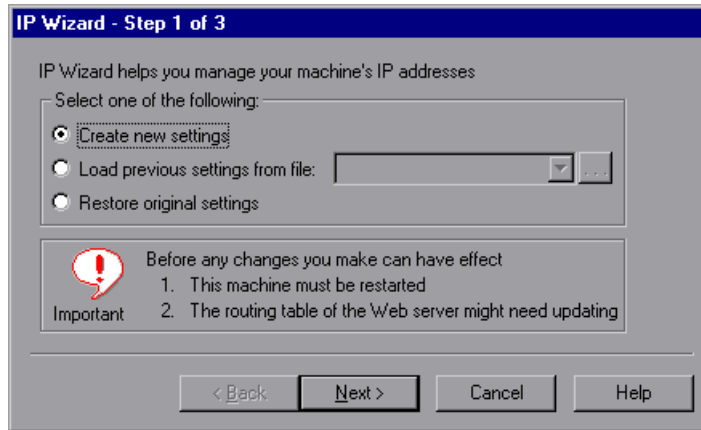 IP Wizard - Step 1 of 3
IP Wizard helps you manage your machine's IP addresses
Select one of the following:
Create new settings
Load previous settings from file:
...
Restore original settings
Before any changes you make can have effect
1. This machine must be restarted
Important
2. The routing table of the Web server might need updating
< Back
Next >
Cancel
Help